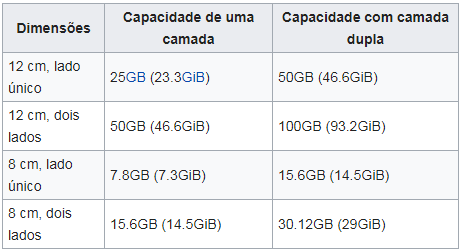 Dimensões
Capacidade de uma camada
Capacidade com camada dupla
12 cm, lado único
25GB (23.3GiB)
50GB (46.6GiB)
12 cm, dois lados
50GB (46.6GiB)
100GB (93.2GiB)
8 cm, lado único
7.8GB (7.3GiB)
15.6GB (14.5GiB)
8 cm, dois lados
15.6GB (14.5GiB)
30.12GB (29GiB)